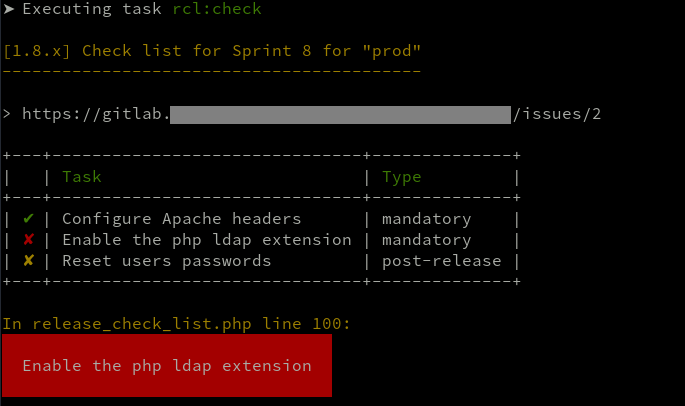 ➤ Executing task rcl:check
[1.8.x] Check list for Sprint 8 for "prod"
------------------------------------------
> https://gitlab. /issues/2
+---+-------------------------------+--------------+
|   | Task                          | Type         |
+---+-------------------------------+--------------+
| ✔ | Configure Apache headers      | mandatory    |
| ✘ | Enable the php ldap extension | mandatory    |
| ✘ | Reset users passwords         | post-release |
+---+-------------------------------+--------------+
In release_check_list.php line 100:
Enable the php ldap extension